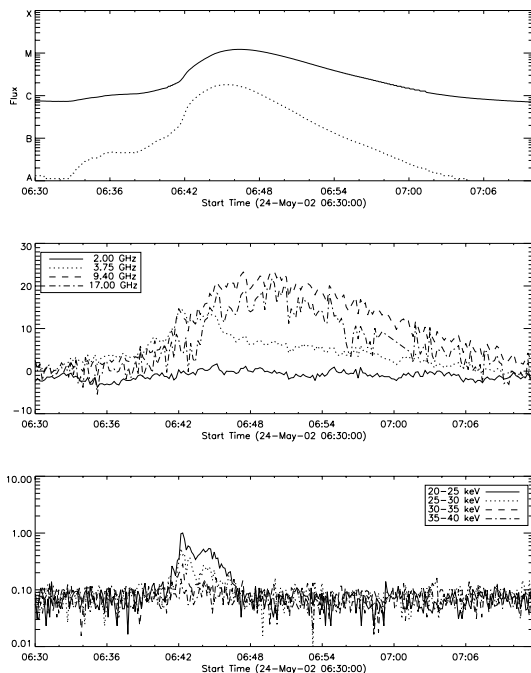 X
M
C
B
A
Flux
06:30 06:36 06:42 06:48 06:54 07:00 07:06
Start Time (24-May-02 06:30:00)
30
20
10
0
-10
2.00 GHz
3.75 GHz
9.40 GHz
17.00 GHz
06:30 06:36 06:42 06:48 06:54 07:00 07:06
Start Time (24-May-02 06:30:00)
10.00
1.00
0.10
0.01
20-25 keV
25-30 keV
30-35 keV
35-40 keV
06:30 06:36 06:42 06:48 06:54 07:00 07:06
Start Time (24-May-02 06:30:00)